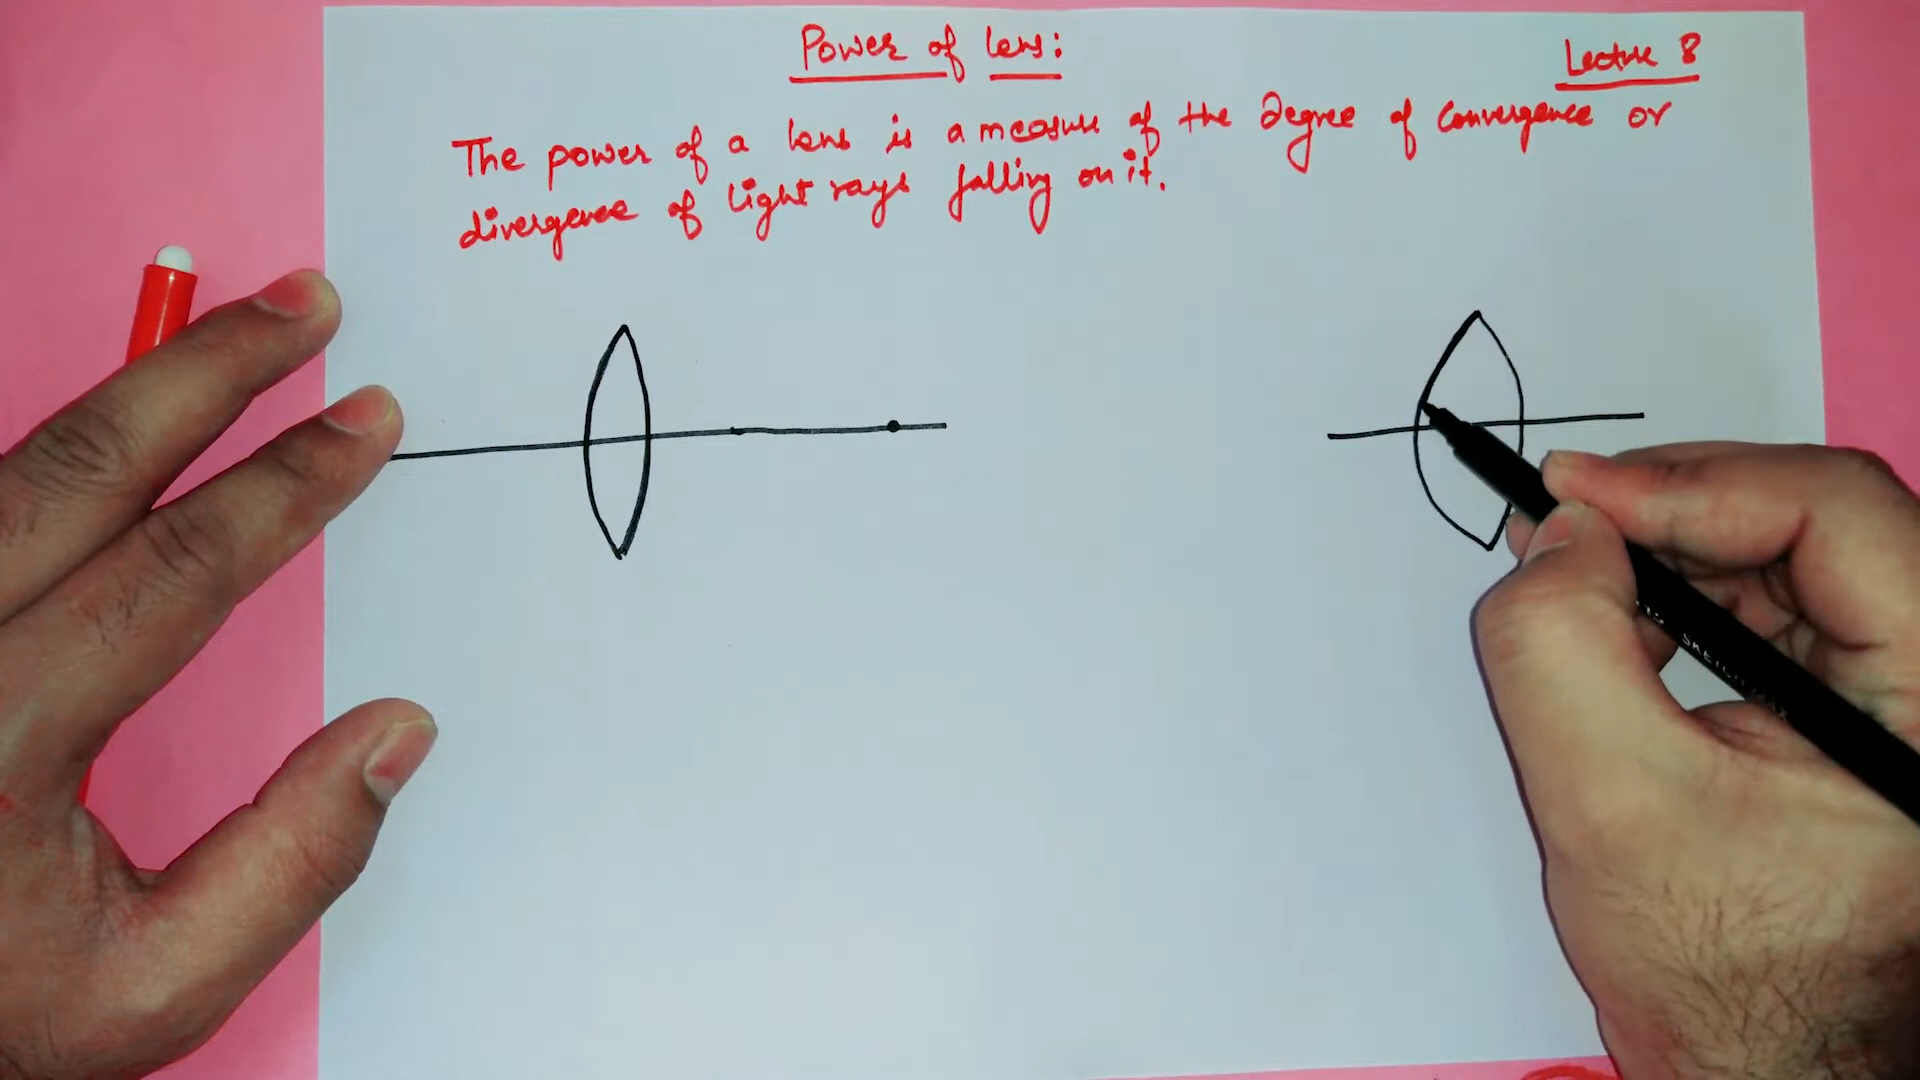 Power of lens:
Lecture 8
The power of a lens is a measure of the degree of convergence or
divergence of light rays falling on it.
SKETCH